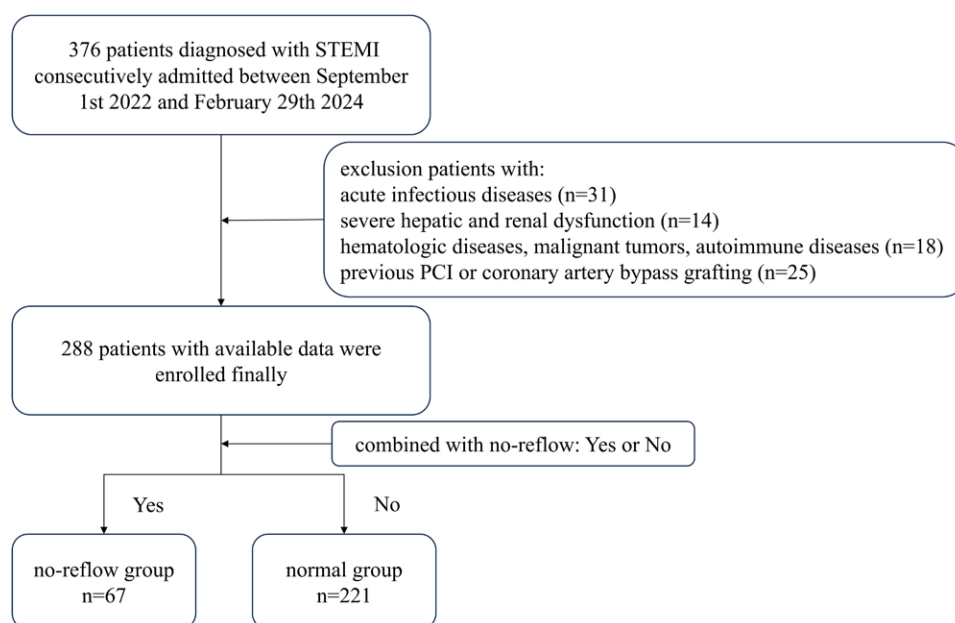 376 patients diagnosed with STEMI
consecutively admitted between September
1st 2022 and February 29th 2024
exclusion patients with:
acute infectious diseases (n=31)
severe hepatic and renal dysfunction (n=14)
hematologic diseases, malignant tumors, autoimmune diseases (n=18)
previous PCI or coronary artery bypass grafting (n=25)
288 patients with available data were
enrolled finally
combined with no-reflow: Yes or No
Yes
No
no-reflow group
n=67
normal group
n=221